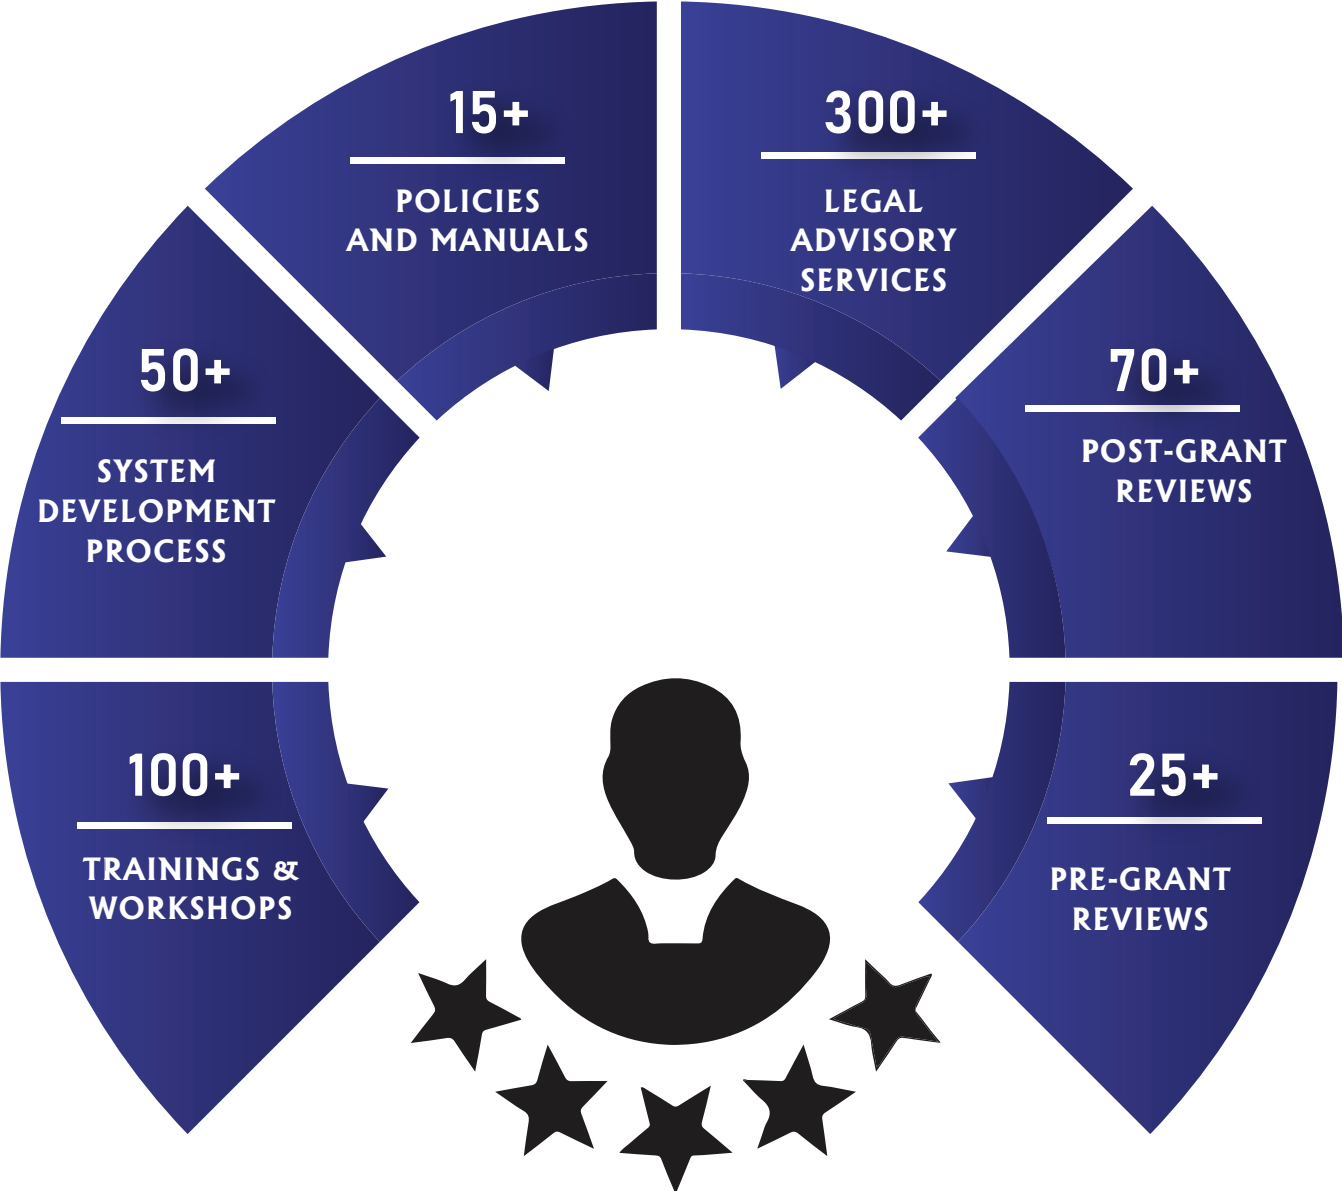 15+
POLICIES
AND MANUALS
300+
LEGAL
ADVISORY
SERVICES
50+
SYSTEM
DEVELOPMENT
PROCESS
70+
POST-GRANT
REVIEWS
100+
TRAININGS &
WORKSHOPS
25+
PRE-GRANT
REVIEWS